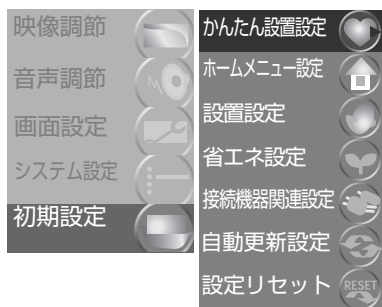 映像調節
音声調節
画面設定
システム設定
初期設定
かんたん設置設定
ホームメニュー設定
設置設定
省エネ設定
接続機器関連設定
自動更新設定
設定リセット
RESET